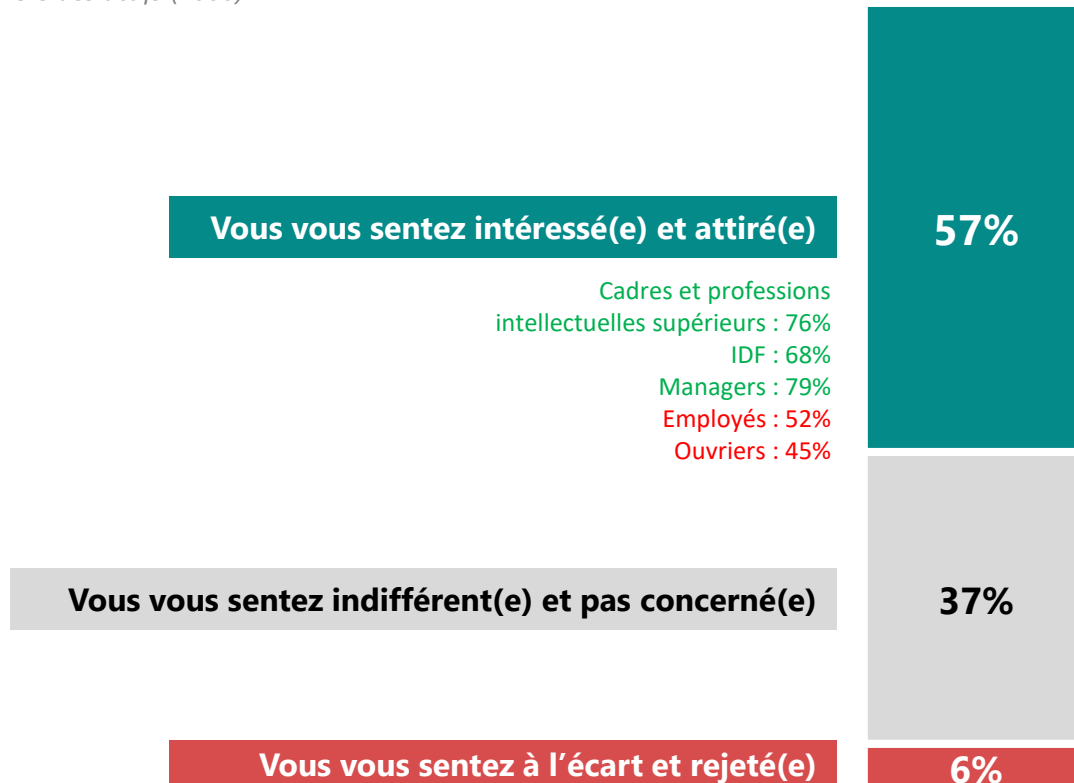 Vous vous sentez intéressé(e) et attiré(e)
57%
Cadres et professions
intellectuelles supérieurs : 76%
IDF : 68%
Managers : 79%
Employés : 52%
Ouvriers : 45%
Vous vous sentez indifférent(e) et pas concerné(e)
37%
Vous vous sentez à l’écart et rejeté(e)
6%